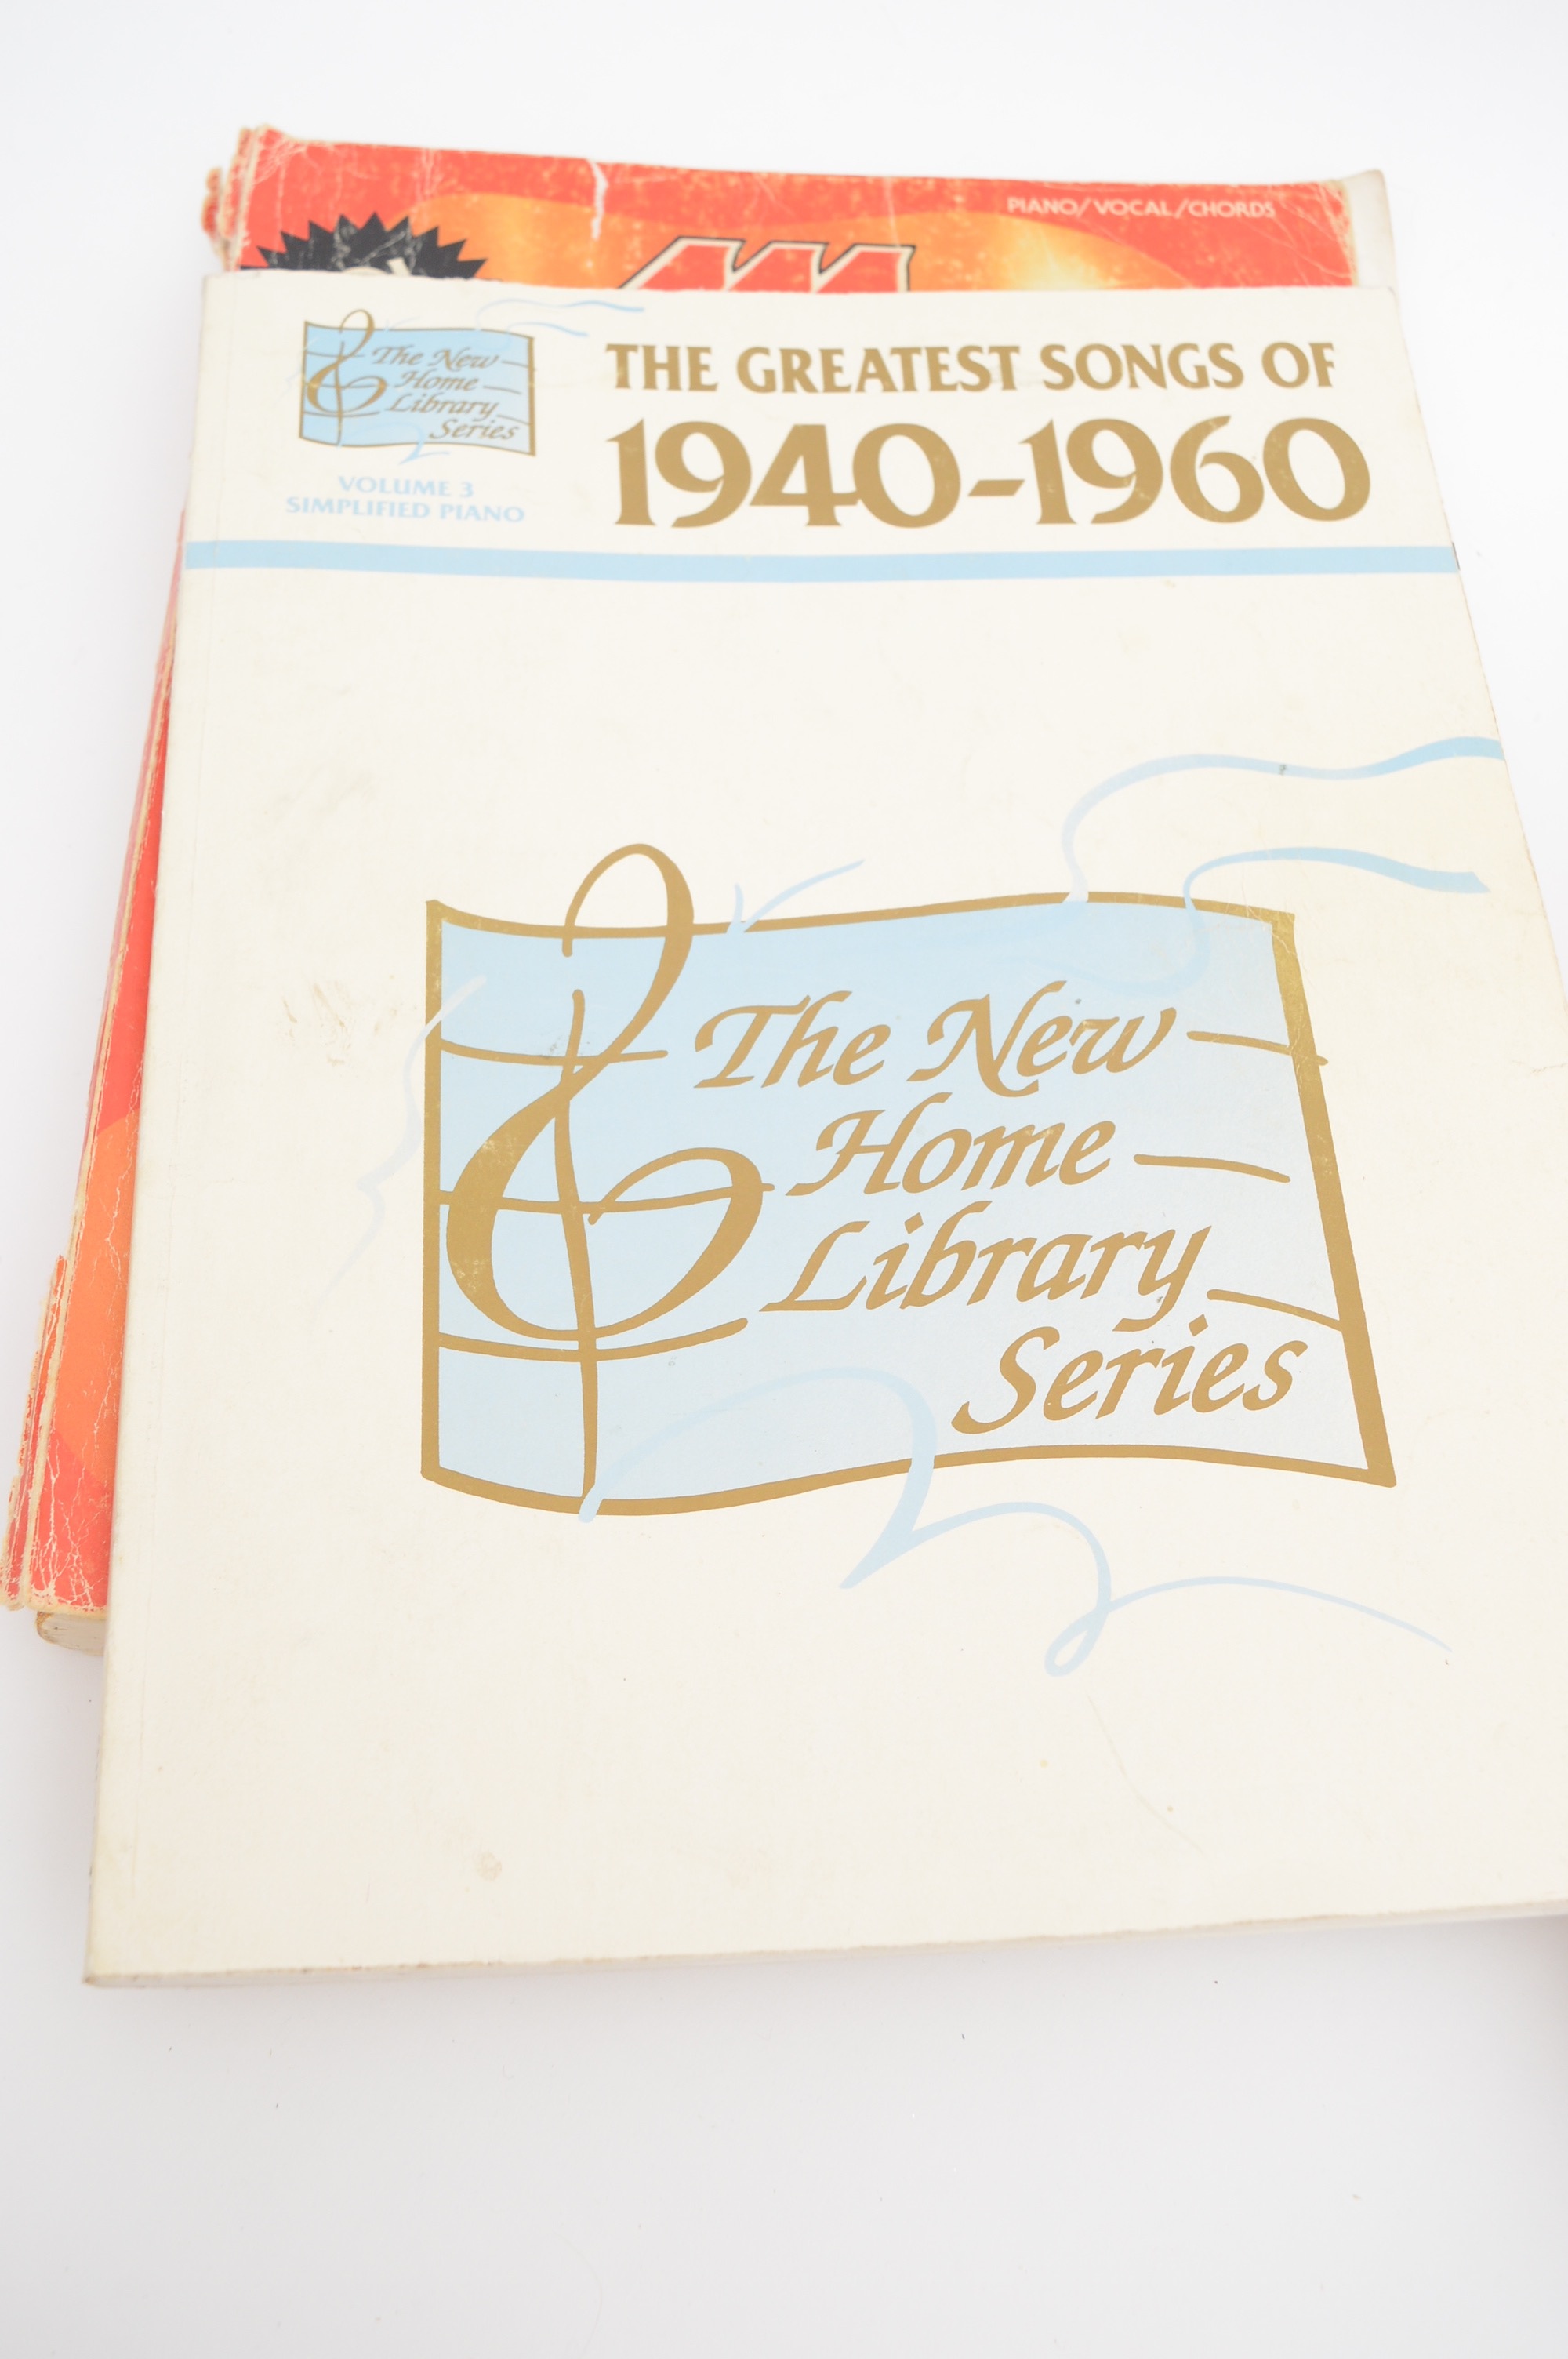 PIANO/VOCAL/CHORDS
The New
Home
Library
Series
VOLUME 3
SIMPLIFIED PIANO
THE GREATEST SONGS OF
1940-1960
The New
Home
Library
Series